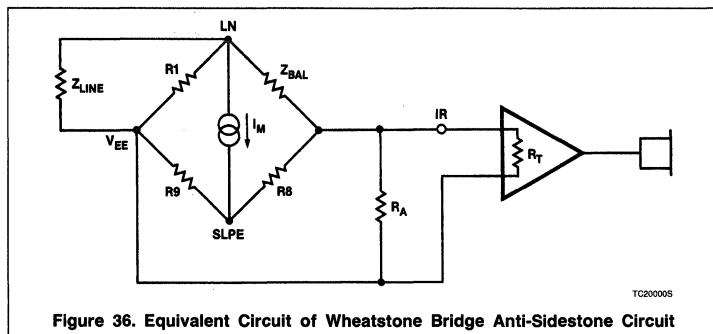 LN
R1
Z_BAL
Z_LINE
I_M
IR
V_EE
R_T
R9
R8
R_A
SLPE
TC20000S
Figure 36. Equivalent Circuit of Wheatstone Bridge Anti-Sidestone Circuit